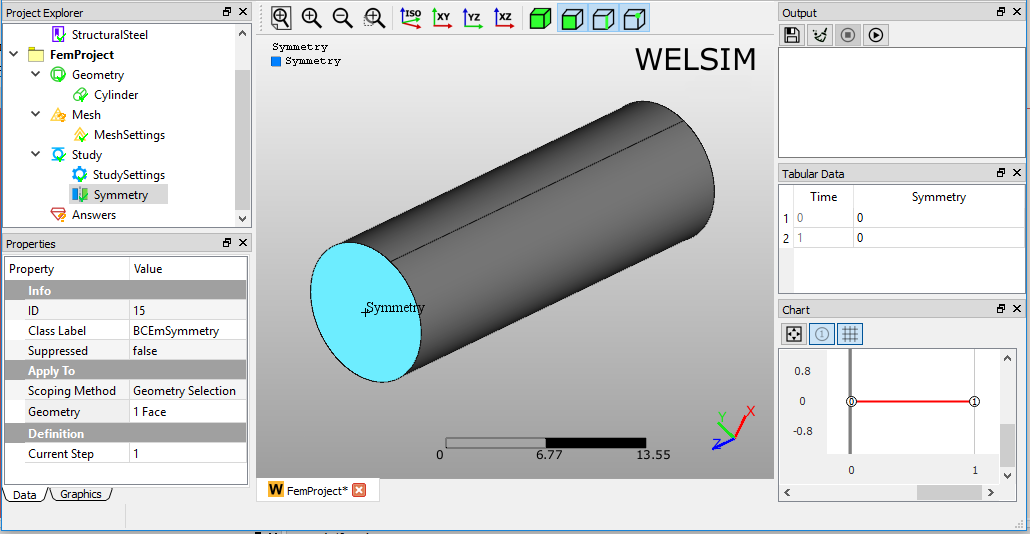 Project Explorer
StructuralSteel
FemProject
Geometry
Cylinder
Mesh
MeshSettings
Study
StudySettings
Symmetry
Answers
Properties
Property Value
Info
ID 15
Class Label BCEmSymmetry
Suppressed false
Apply To
Scoping Method Geometry Selection
Geometry 1 Face
Definition
Current Step 1
Data Graphics
ISO XY YZ XZ
Symmetry
Symmetry
WELSIM
Symmetry
X
Y
Z
0 6.77 13.55
W FemProject*
Output
Tabular Data
Time Symmetry
1 0 0
2 1 0
Chart
1
0.8
0 0 1
-0.8
0 1